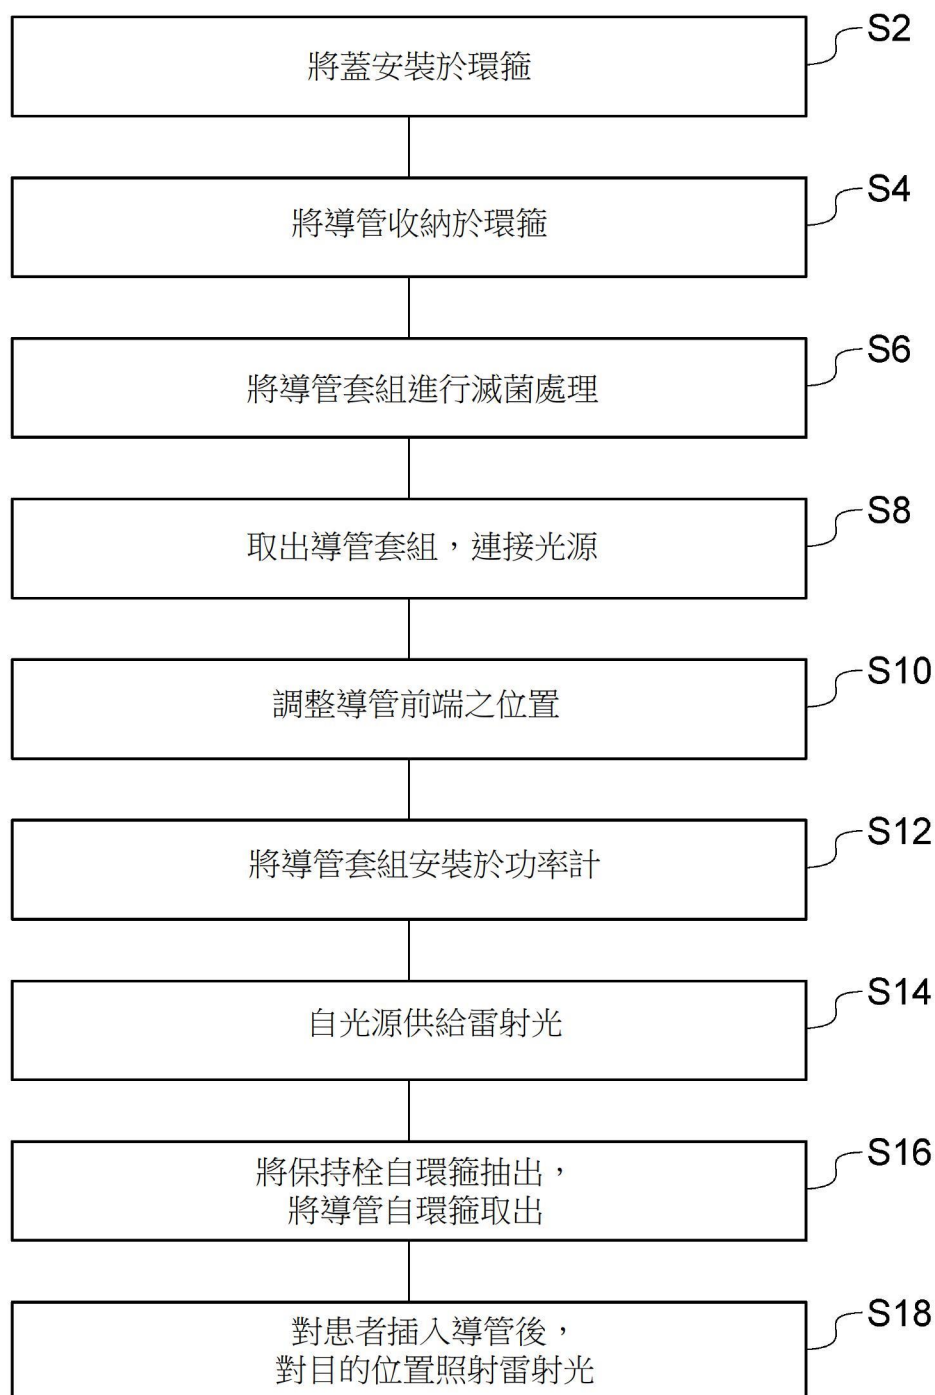 S2
將蓋安裝於環箍
S4
將導管收納於環箍
S6
將導管套組進行滅菌處理
S8
取出導管套組，連接光源
S10
調整導管前端之位置
S12
將導管套組安裝於功率計
S14
自光源供給雷射光
S16
將保持栓自環箍抽出，
將導管自環箍取出
S18
對患者插入導管後，
對目的位置照射雷射光